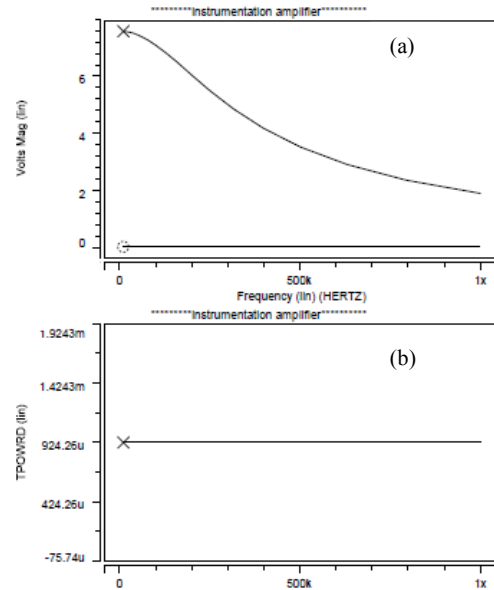 *********Instrumentation amplifier**********
(a)
Volts Mag (lin)
6
4
2
0
0 500k 1x
Frequency (lin) (HERTZ)
*********Instrumentation amplifier**********
(b)
TPOWRD (lin)
1.9243m
1.4243m
924.26u
424.26u
-75.74u
0 500k 1x